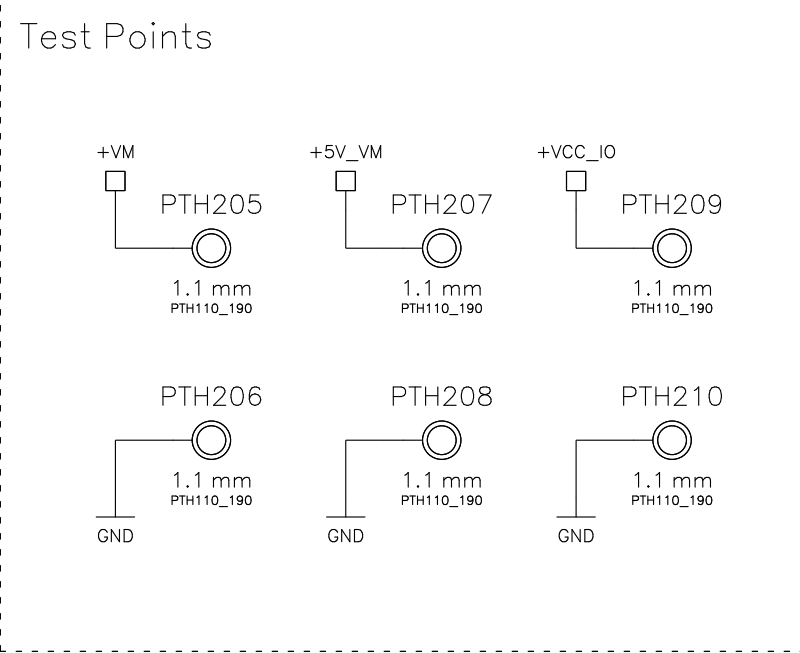 Test Points
+VM +5V_VM +VCC_IO
PTH205 PTH207 PTH209
1.1 mm 1.1 mm 1.1 mm
PTH110_190 PTH110_190 PTH110_190
PTH206 PTH208 PTH210
1.1 mm 1.1 mm 1.1 mm
PTH110_190 PTH110_190 PTH110_190
GND GND GND